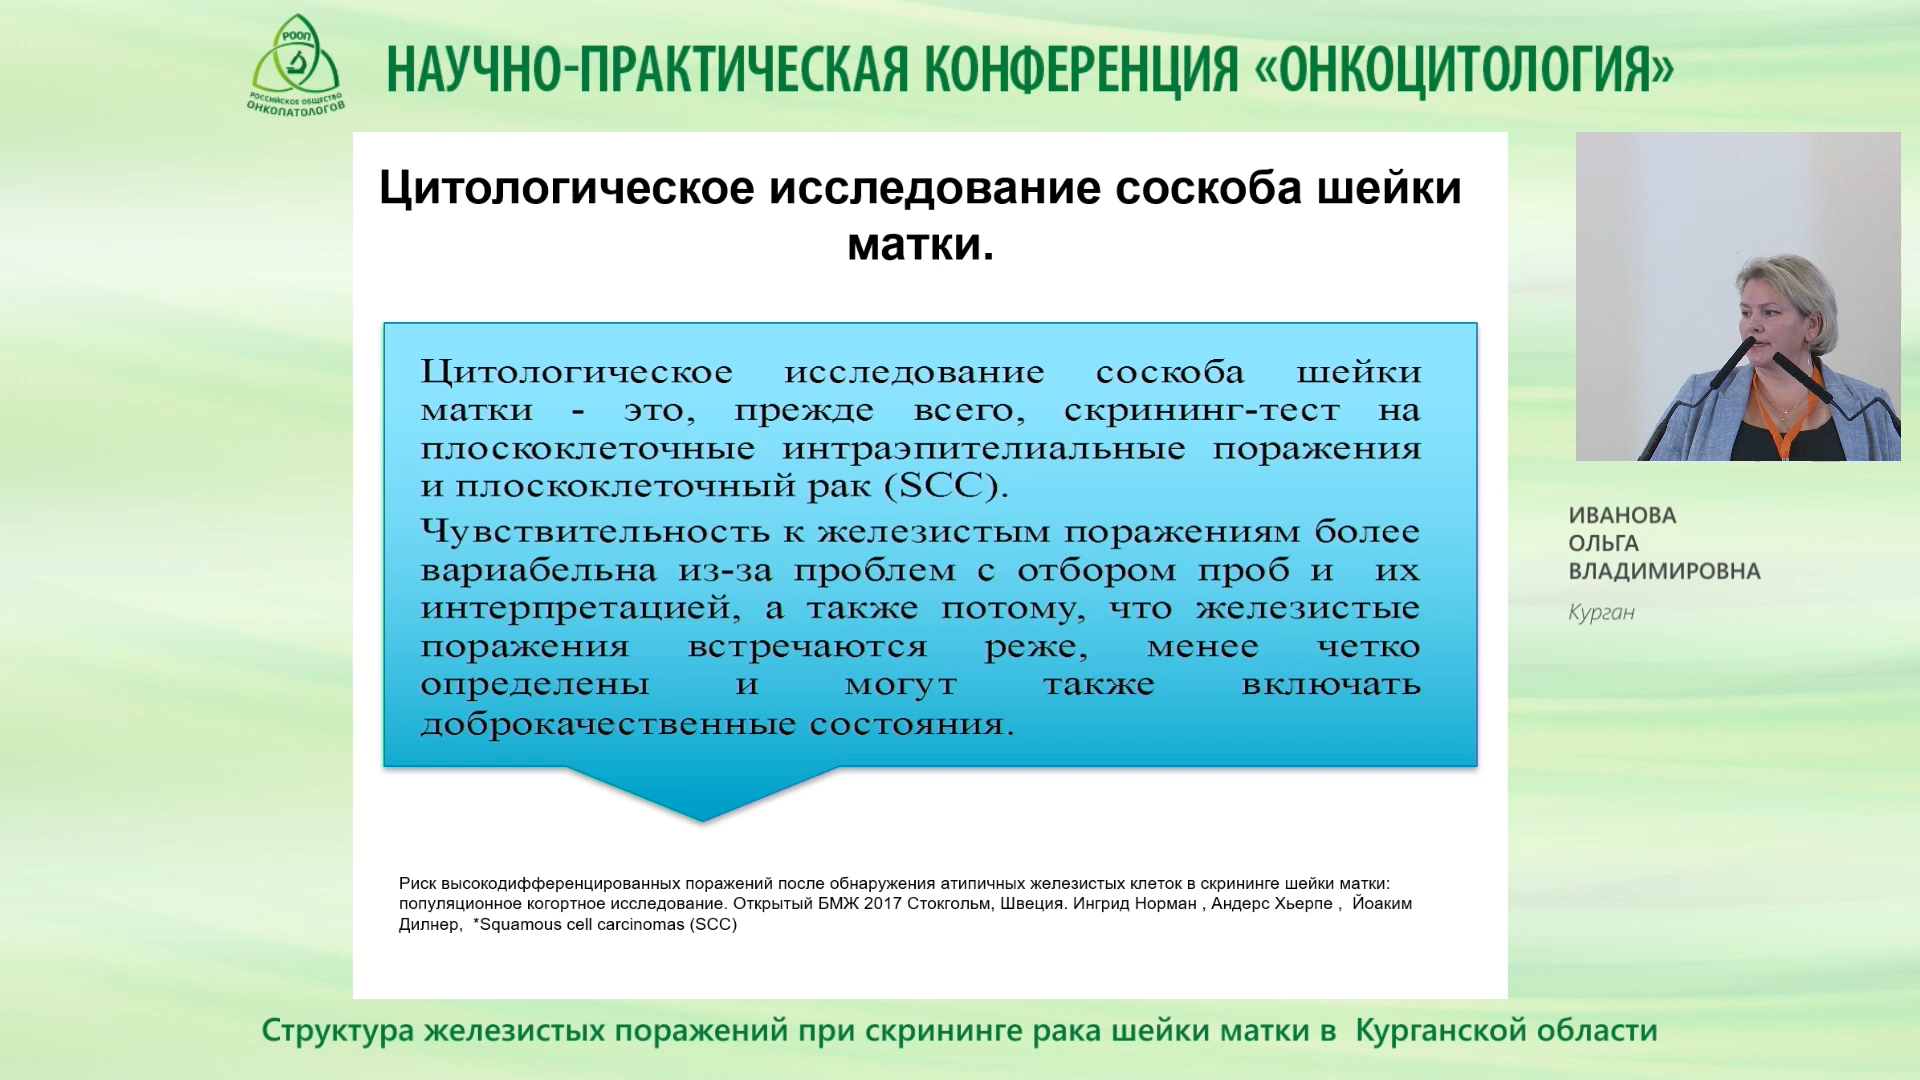 РООП
РОССИЙСКОЕ ОБЩЕСТВО
ОНКОПАТОЛОГОВ
НАУЧНО-ПРАКТИЧЕСКАЯ КОНФЕРЕНЦИЯ «ОНКОЦИТОЛОГИЯ»
Цитологическое исследование соскоба шейки
матки.
Цитологическое исследование соскоба шейки
матки - это, прежде всего, скрининг-тест на
плоскоклеточные интраэпителиальные поражения
и плоскоклеточный рак (SCC).
Чувствительность к железистым поражениям более
вариабельна из-за проблем с отбором проб и их
интерпретацией, а также потому, что железистые
поражения встречаются реже, менее четко
определены и могут также включать
доброкачественные состояния.
Риск высокодифференцированных поражений после обнаружения атипичных железистых клеток в скрининге шейки матки:
популяционное когортное исследование. Открытый БМЖ 2017 Стокгольм, Швеция. Ингрид Норман , Андерс Хьерпе , Йоаким
Дилнер, *Squamous cell carcinomas (SCC)
ИВАНОВА
ОЛЬГА
ВЛАДИМИРОВНА
Курган
Структура железистых поражений при скрининге рака шейки матки в Курганской области